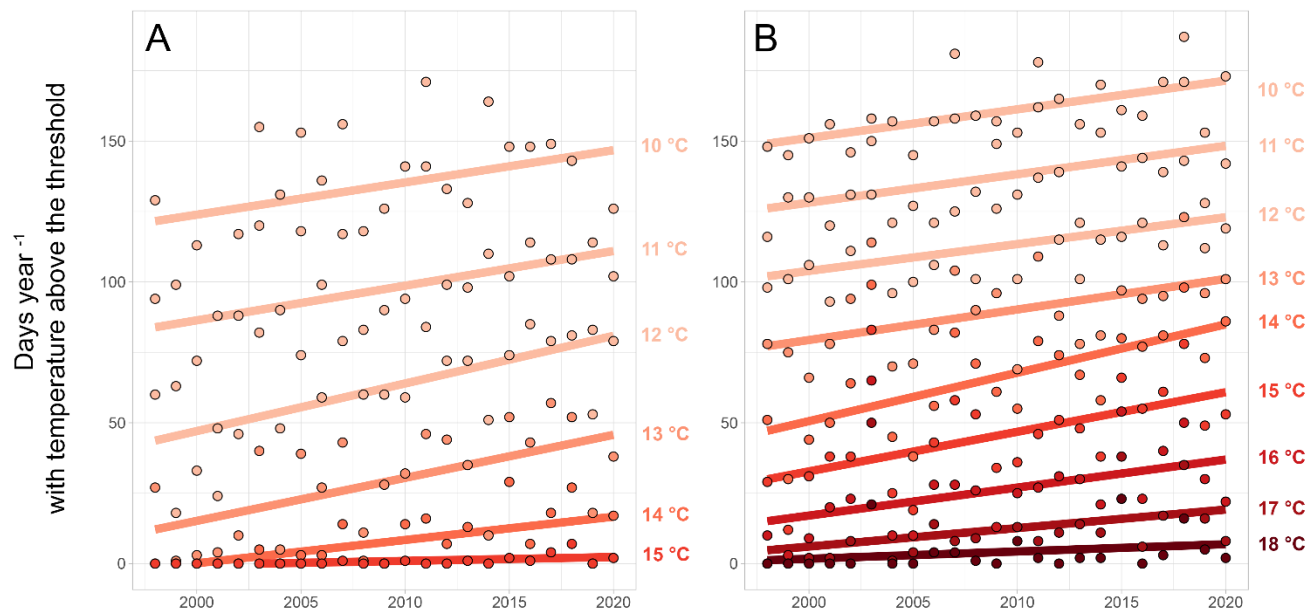 A
B
Days year -1
with temperature above the threshold
150
100
50
0
10 °C
11 °C
12 °C
13 °C
14 °C
15 °C
2000
2005
2010
2015
2020
150
100
50
0
10 °C
11 °C
12 °C
13 °C
14 °C
15 °C
16 °C
17 °C
18 °C
2000
2005
2010
2015
2020